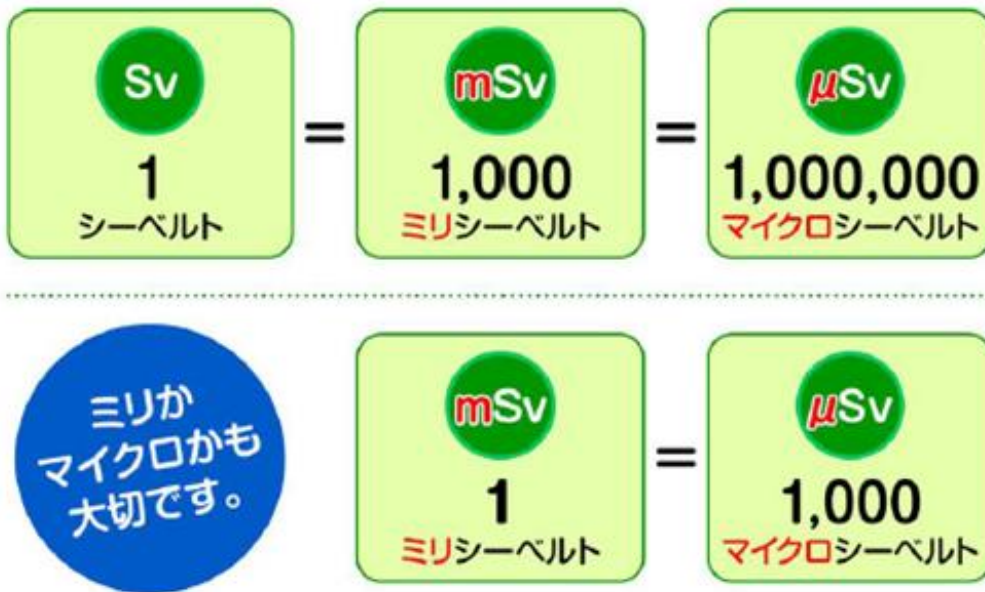 Sv
1
シーベルト
=
mSv
1,000
ミリシーベルト
=
μSv
1,000,000
マイクロシーベルト
ミリか
マイクロかも
大切です。
mSv
1
ミリシーベルト
=
μSv
1,000
マイクロシーベルト